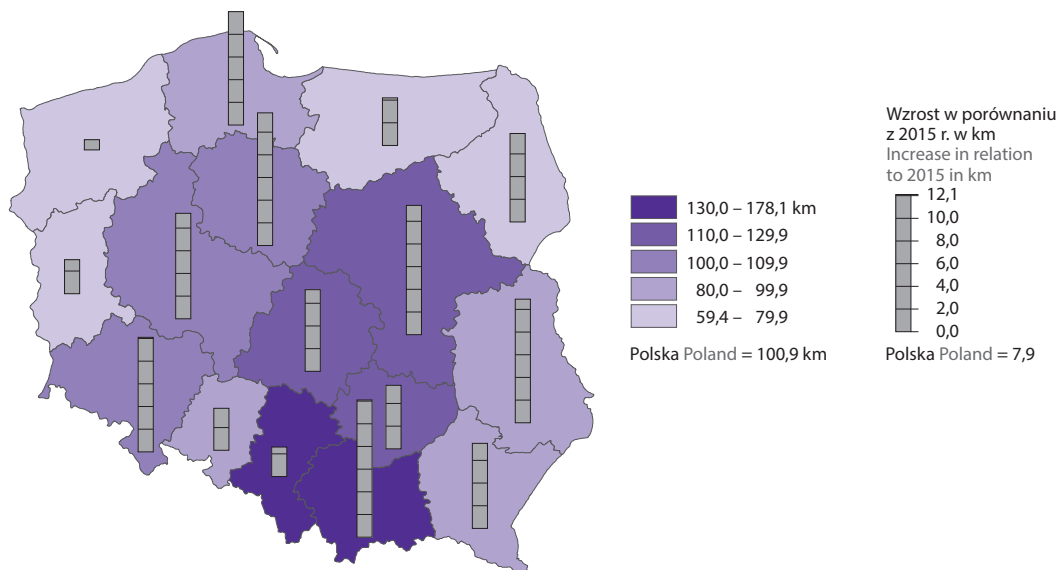 130,0 – 178,1 km
110,0 – 129,9
100,0 – 109,9
80,0 – 99,9
59,4 – 79,9
Polska Poland = 100,9 km
Wzrost w porównaniu
z 2015 r. w km
Increase in relation
to 2015 in km
12,1
10,0
8,0
6,0
4,0
2,0
0,0
Polska Poland = 7,9